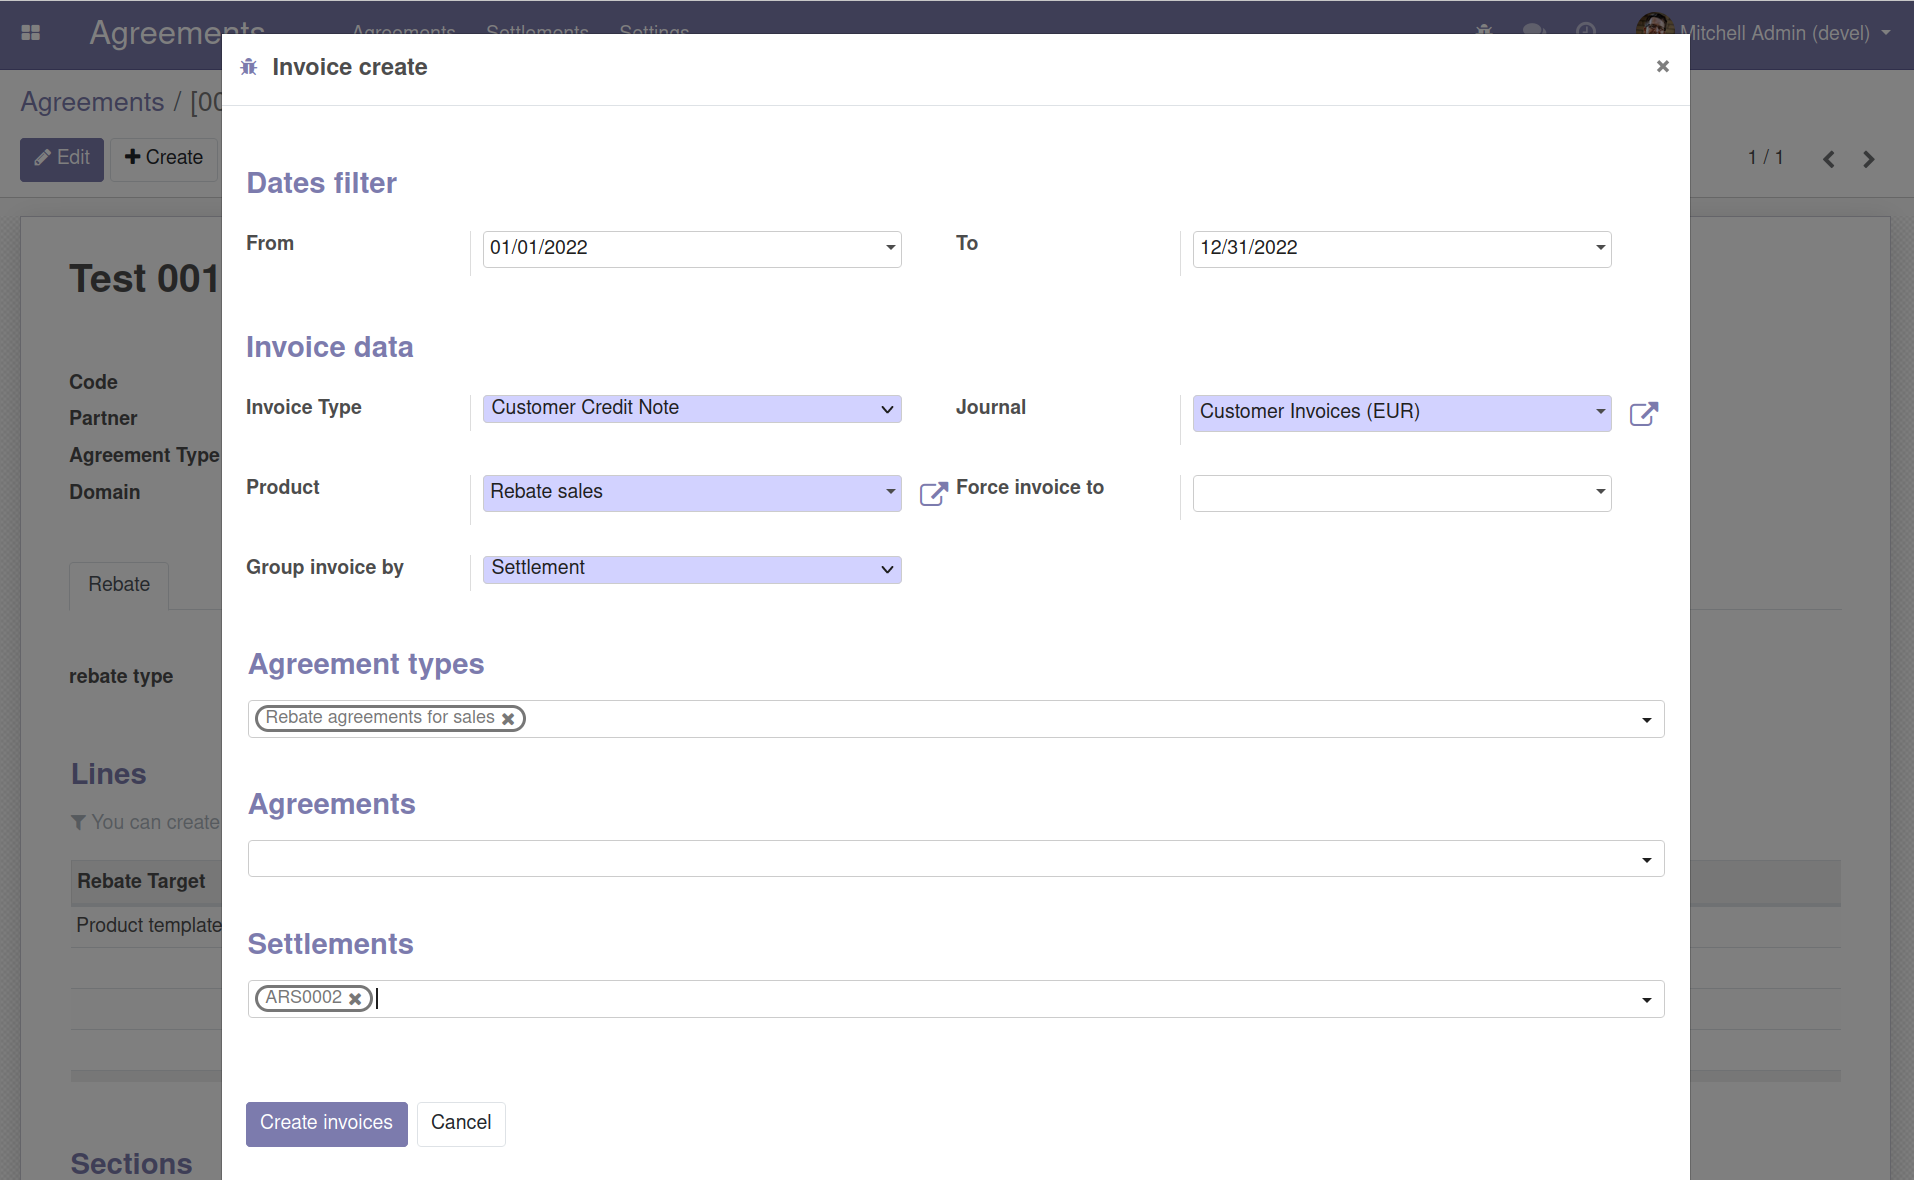 Agreements Agreements Settlements Settings Mitchell Admin (devel)
Invoice create
Agreements / [00
Edit Create 1 / 1
Dates filter
From 01/01/2022 To 12/31/2022
Test 001
Invoice data
Code
Invoice Type Customer Credit Note Journal Customer Invoices (EUR)
Partner
Agreement Type
Product Rebate sales Force invoice to
Domain
Group invoice by Settlement
Rebate
Agreement types
rebate type
Rebate agreements for sales
Lines
Agreements
You can create
Rebate Target
Product template
Settlements
ARS0002
Create invoices Cancel
Sections